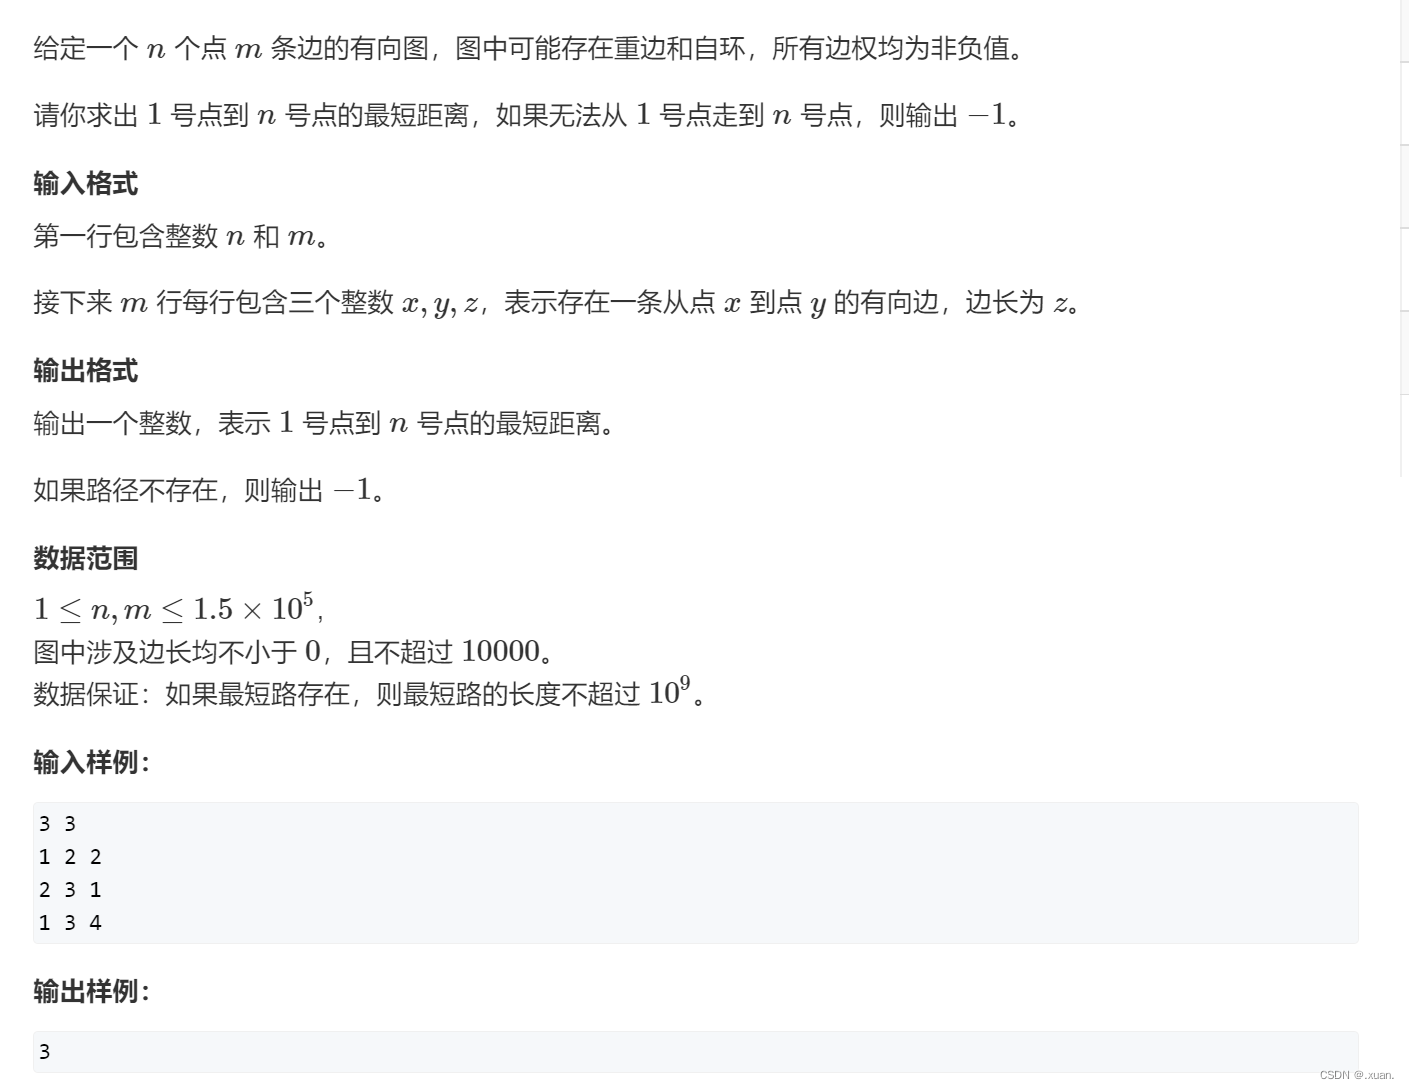 给定一个 n 个点 m 条边的有向图，图中可能存在重边和自环，所有边权均为非负值。
请你求出 1 号点到 n 号点的最短距离，如果无法从 1 号点走到 n 号点，则输出 −1。
输入格式
第一行包含整数 n 和 m。
接下来 m 行每行包含三个整数 x, y, z，表示存在一条从点 x 到点 y 的有向边，边长为 z。
输出格式
输出一个整数，表示 1 号点到 n 号点的最短距离。
如果路径不存在，则输出 −1。
数据范围
1 ≤ n, m ≤ 1.5 × 10⁵,
图中涉及边长均不小于 0，且不超过 10000。
数据保证：如果最短路存在，则最短路的长度不超过 10⁹。
输入样例：
3 3
1 2 2
2 3 1
1 3 4
输出样例：
3
CSDN @.xuan.